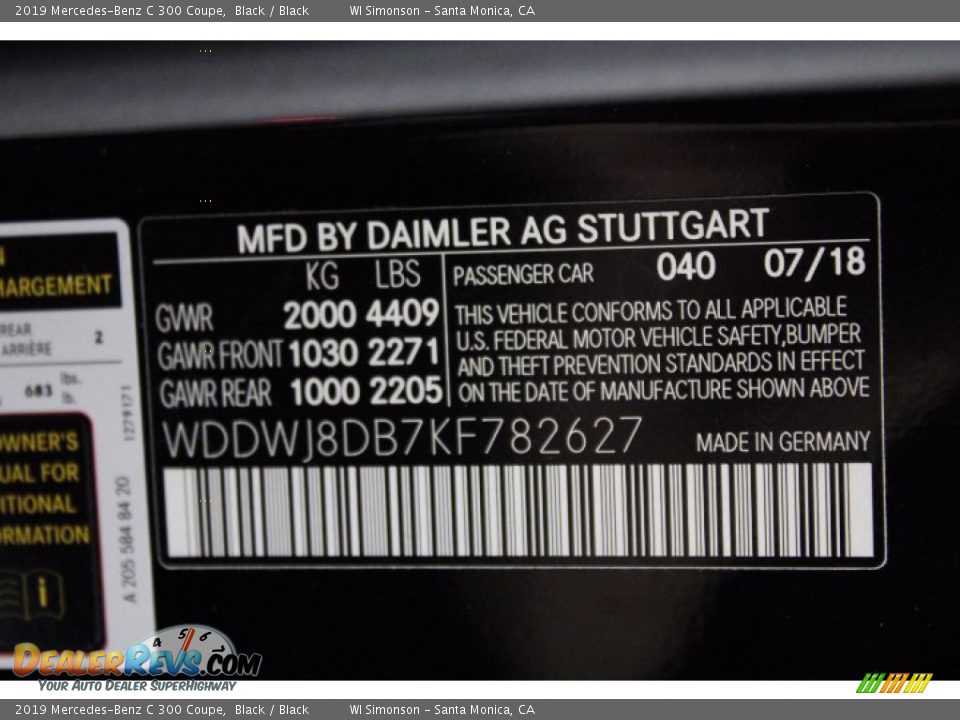 2019 Mercedes-Benz C 300 Coupe, Black / Black WI Simonson - Santa Monica, CA
MFD BY DAIMLER AG STUTTGART
KG LBS
GVWR 2000 4409
GAWR FRONT 1030 2271
GAWR REAR 1000 2205
PASSENGER CAR 040 07/18
THIS VEHICLE CONFORMS TO ALL APPLICABLE
U.S. FEDERAL MOTOR VEHICLE SAFETY,BUMPER
AND THEFT PREVENTION STANDARDS IN EFFECT
ON THE DATE OF MANUFACTURE SHOWN ABOVE
WDDWJ8DB7KF782627 MADE IN GERMANY
HARGEMENT
REAR
ARRIÈRE 2
683 lbs.
lb.
OWNER'S
UAL FOR
ITIONAL
ORMATION
i
1279171
A 205 584 84 20
4 5 6
DEALERREVS.COM
YOUR AUTO DEALER SUPERHIGHWAY
2019 Mercedes-Benz C 300 Coupe, Black / Black WI Simonson - Santa Monica, CA